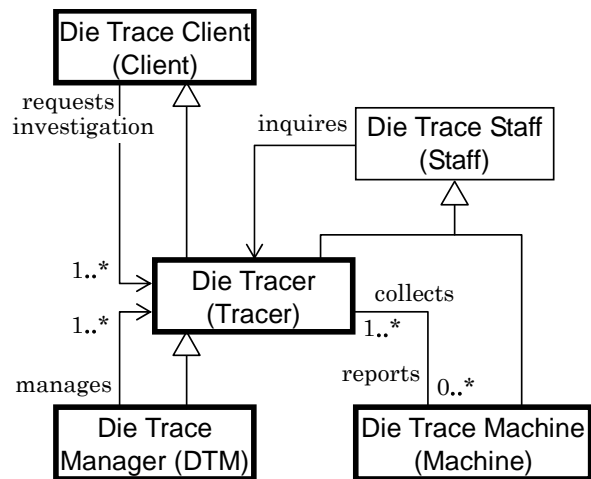 Die Trace Client
(Client)
requests
investigation
inquires
Die Trace Staff
(Staff)
1..*
Die Tracer
(Tracer)
collects
1..*
1..*
manages
reports
0..*
Die Trace
Manager (DTM)
Die Trace Machine
(Machine)